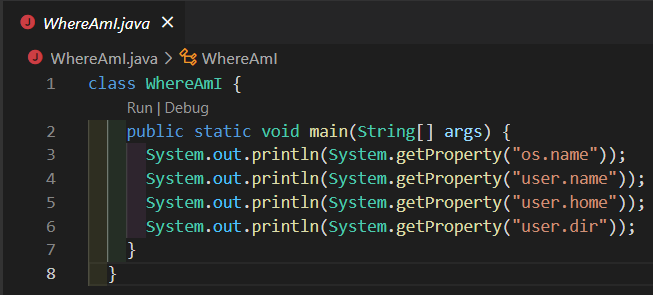 WhereAmI.java
WhereAmI.java > WhereAmI
1 class WhereAmI {
Run | Debug
2 public static void main(String[] args) {
3 System.out.println(System.getProperty("os.name"));
4 System.out.println(System.getProperty("user.name"));
5 System.out.println(System.getProperty("user.home"));
6 System.out.println(System.getProperty("user.dir"));
7 }
8 }